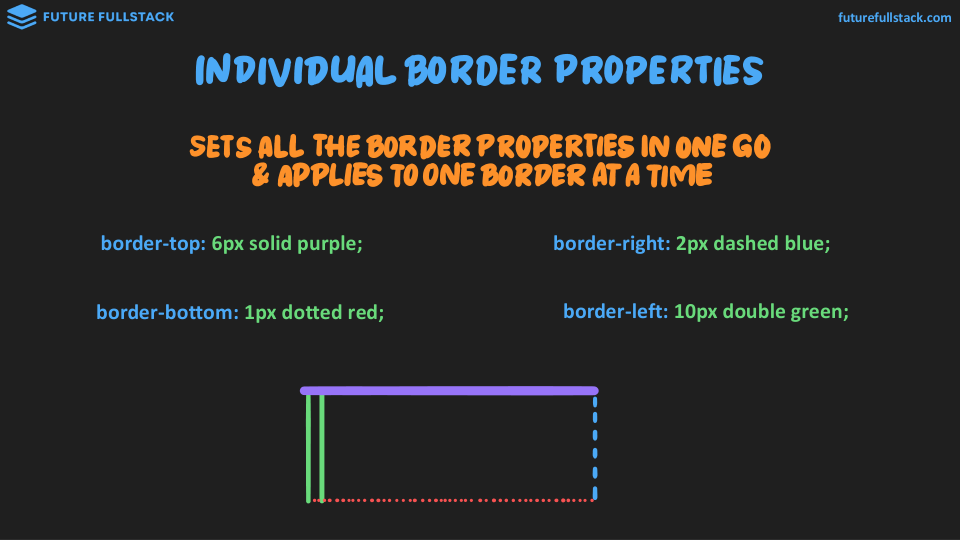 FUTURE FULLSTACK
futurefullstack.com
INDIVIDUAL BORDER PROPERTIES
SETS ALL THE BORDER PROPERTIES IN ONE GO
& APPLIES TO ONE BORDER AT A TIME
border-top: 6px solid purple;
border-right: 2px dashed blue;
border-bottom: 1px dotted red;
border-left: 10px double green;